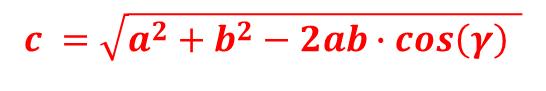 c = √(a² + b² − 2ab · cos(γ))